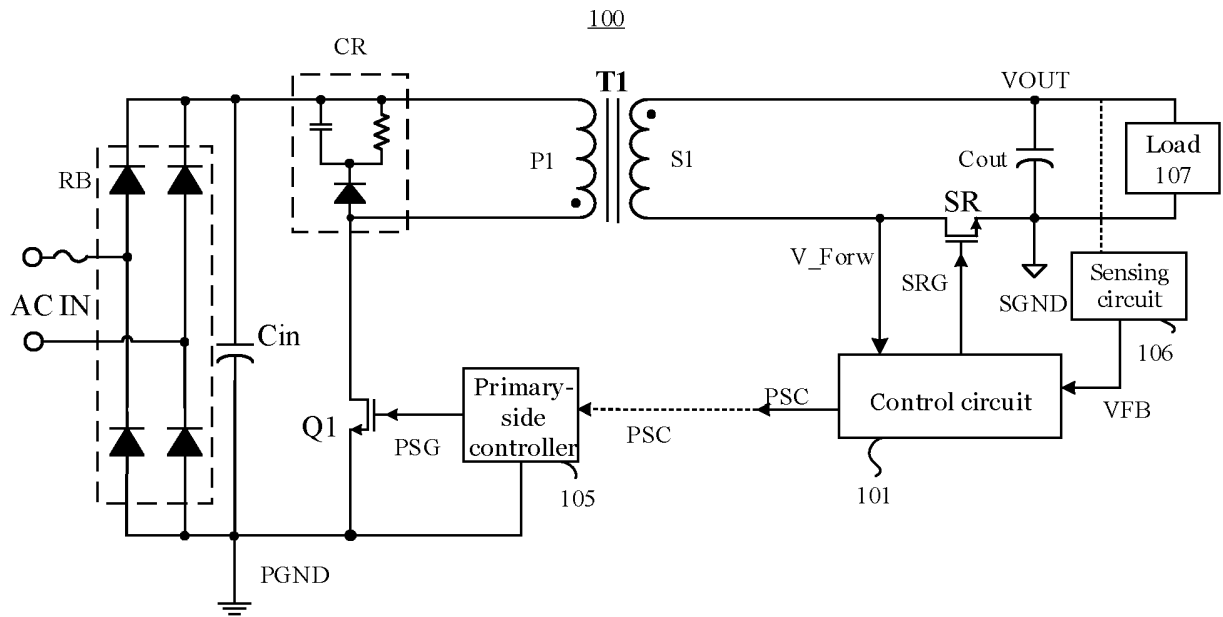 100
CR
T1
VOUT
RB
P1
S1
Cout
Load
107
SR
V_Forw
SRG
SGND
Sensing
circuit
106
AC IN
Cin
Q1
PSG
Primary-
side
controller
105
PSC
PSC
Control circuit
101
VFB
PGND